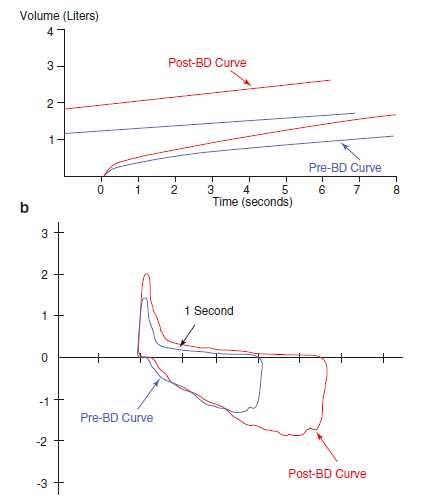 Volume (Liters)
4
3
Post-BD Curve
2
1
Pre-BD Curve
0 1 2 3 4 5 6 7 8
Time (seconds)
b
3
2
1 Second
1
0
-1
Pre-BD Curve
-2
Post-BD Curve
-3